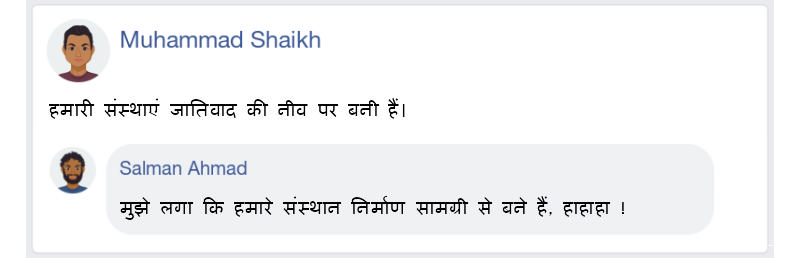 Muhammad Shaikh
हमारी संस्थाएं जातिवाद की नीव पर बनी हैं।
Salman Ahmad
मुझे लगा कि हमारे संस्थान निर्माण सामग्री से बने हैं, हाहाहा !